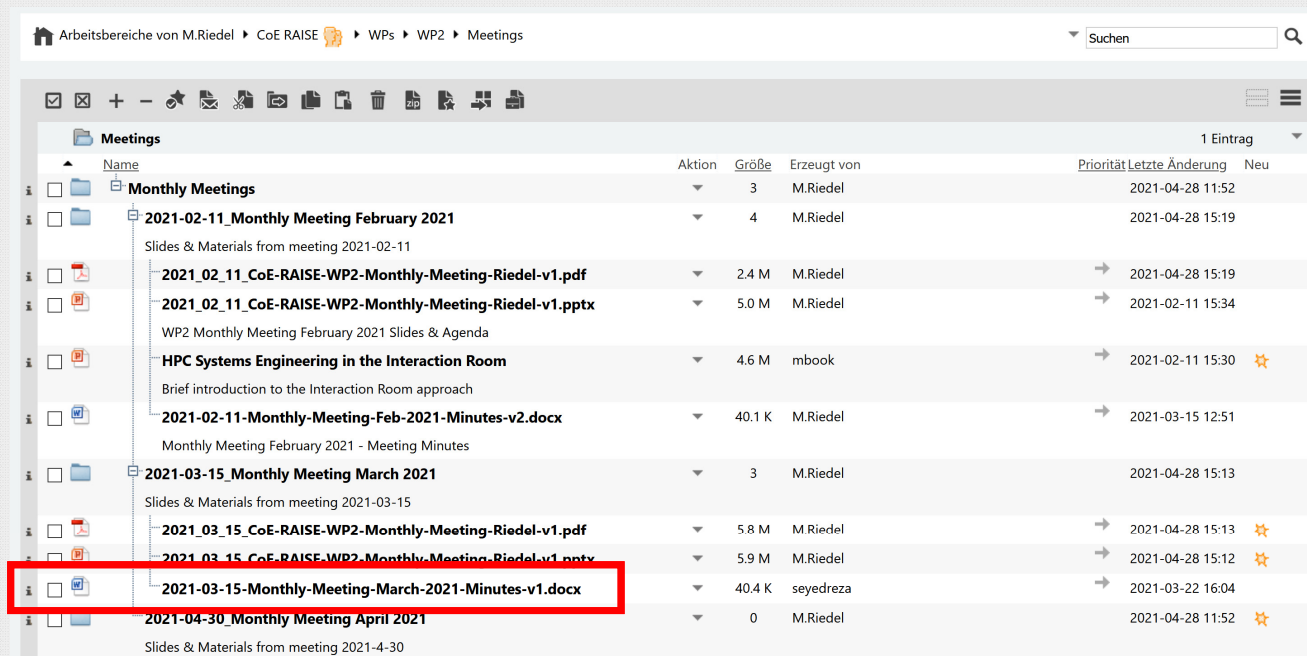 Arbeitsbereiche von M.Riedel CoE RAISE WPs WP2 Meetings Suchen
zip
Meetings 1 Eintrag
Name Aktion Größe Erzeugt von Priorität Letzte Änderung Neu
Monthly Meetings 3 M.Riedel 2021-04-28 11:52
2021-02-11_Monthly Meeting February 2021 4 M.Riedel 2021-04-28 15:19
Slides & Materials from meeting 2021-02-11
2021_02_11_CoE-RAISE-WP2-Monthly-Meeting-Riedel-v1.pdf 2.4 M M.Riedel 2021-04-28 15:19
2021_02_11_CoE-RAISE-WP2-Monthly-Meeting-Riedel-v1.pptx 5.0 M M.Riedel 2021-02-11 15:34
WP2 Monthly Meeting February 2021 Slides & Agenda
HPC Systems Engineering in the Interaction Room 4.6 M mbook 2021-02-11 15:30
Brief introduction to the Interaction Room approach
2021-02-11-Monthly-Meeting-Feb-2021-Minutes-v2.docx 40.1 K M.Riedel 2021-03-15 12:51
Monthly Meeting February 2021 - Meeting Minutes
2021-03-15_Monthly Meeting March 2021 3 M.Riedel 2021-04-28 15:13
Slides & Materials from meeting 2021-03-15
2021_03_15_CoE-RAISE-WP2-Monthly-Meeting-Riedel-v1.pdf 5.8 M M.Riedel 2021-04-28 15:13
2021_03_15_CoE-RAISE-WP2-Monthly-Meeting-Riedel-v1.pptx 5.9 M M.Riedel 2021-04-28 15:12
2021-03-15-Monthly-Meeting-March-2021-Minutes-v1.docx 40.4 K seyedreza 2021-03-22 16:04
2021-04-30_Monthly Meeting April 2021 0 M.Riedel 2021-04-28 11:52
Slides & Materials from meeting 2021-4-30